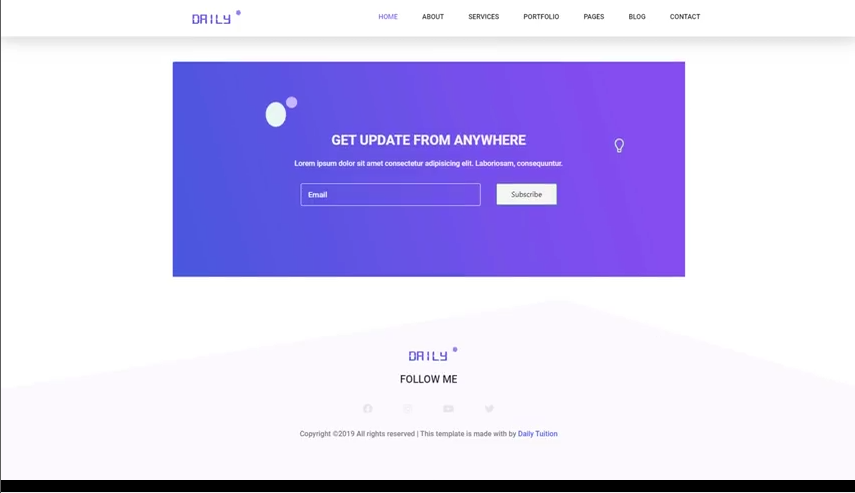 DAILY
HOME ABOUT SERVICES PORTFOLIO PAGES BLOG CONTACT
GET UPDATE FROM ANYWHERE
Lorem ipsum dolor sit amet consectetur adipisicing elit. Laboriosam, consequuntur.
Email Subscribe
DAILY
FOLLOW ME
Copyright ©2019 All rights reserved | This template is made with by Daily Tuition